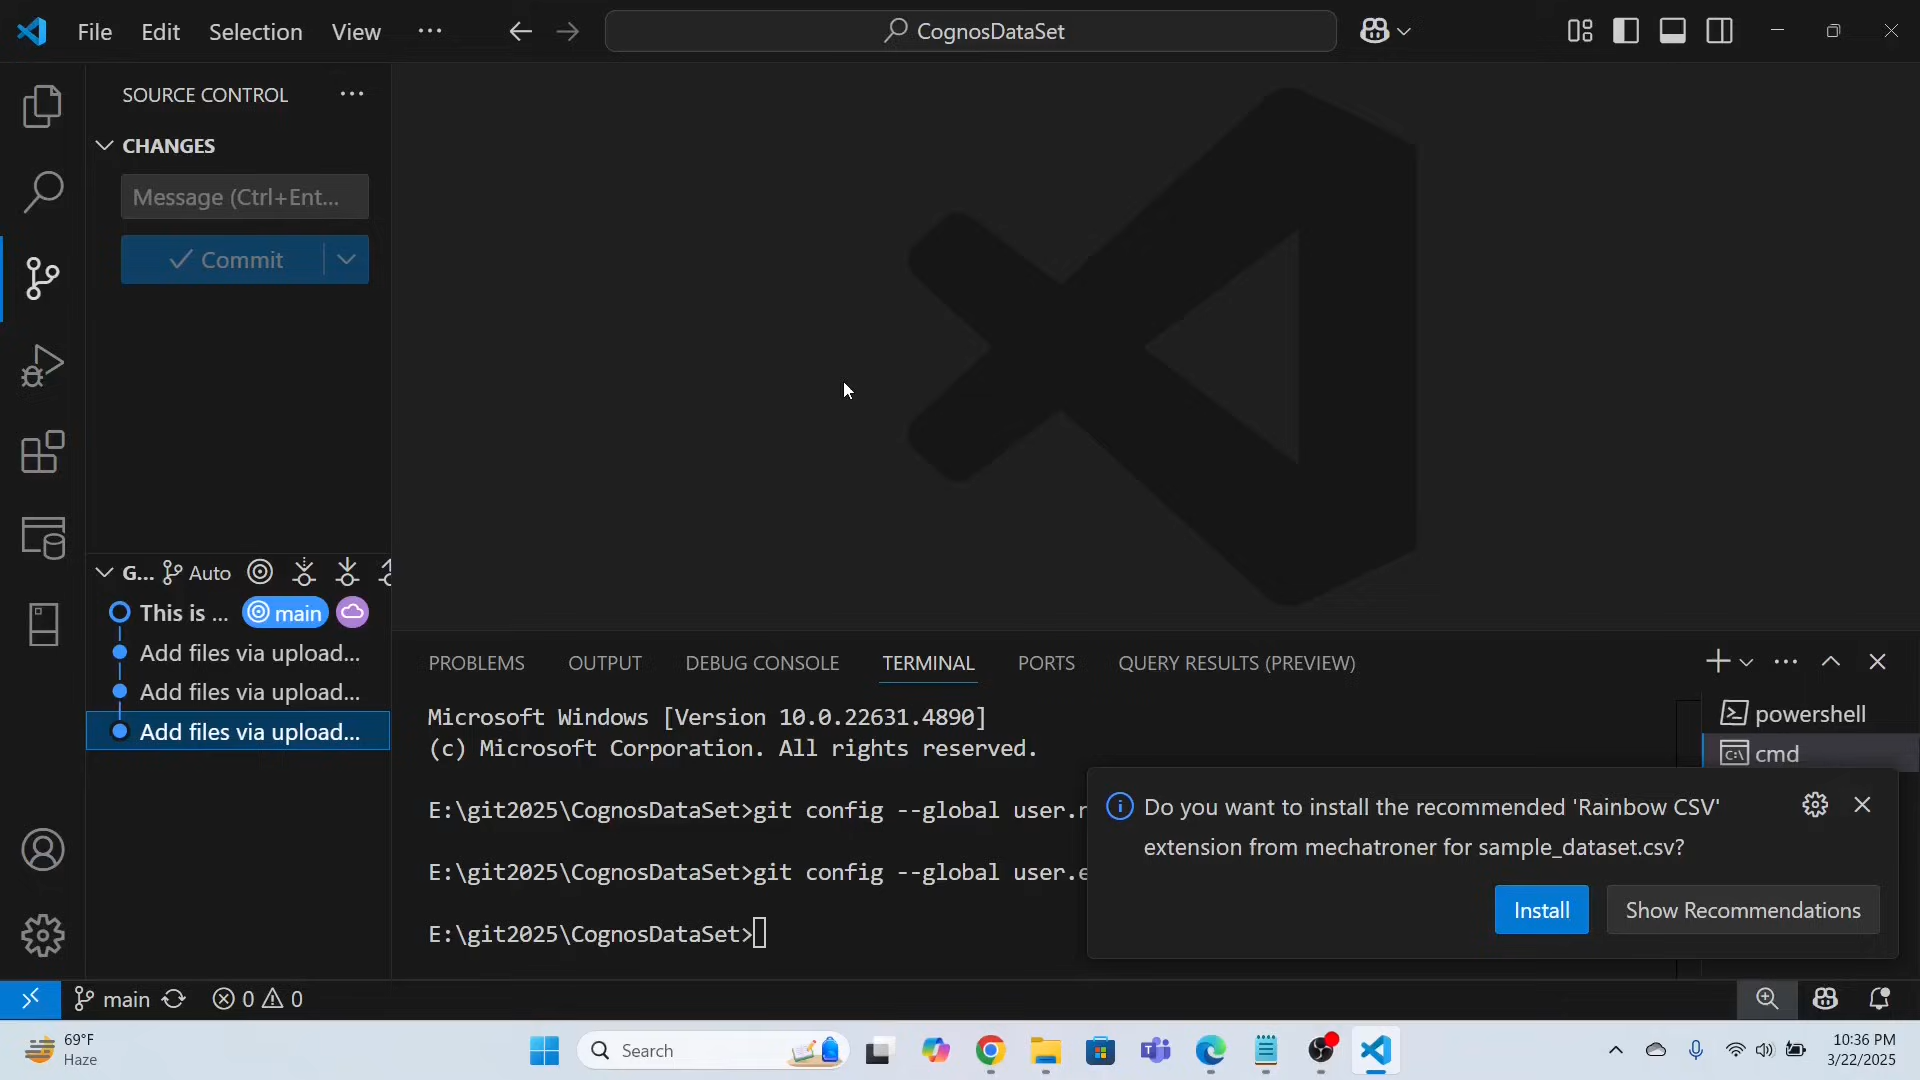 File Edit Selection View ··· CognosDataSet
SOURCE CONTROL ···
CHANGES
Message (Ctrl+Ent...
Commit
G... Auto
This is ... main
Add files via upload...
Add files via upload...
Add files via upload...
PROBLEMS OUTPUT DEBUG CONSOLE TERMINAL PORTS QUERY RESULTS (PREVIEW)
Microsoft Windows [Version 10.0.22631.4890]
(c) Microsoft Corporation. All rights reserved.
E:\git2025\CognosDataSet>git config --global user.
E:\git2025\CognosDataSet>git config --global user.e
E:\git2025\CognosDataSet>
powershell
cmd
Do you want to install the recommended 'Rainbow CSV'
extension from mechatroner for sample_dataset.csv?
Install Show Recommendations
main 0 0
69°F
Haze
Search
10:36 PM
3/22/2025